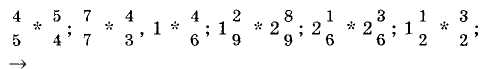 4/5 * 5/4; 7/7 * 4/3, 1 * 4/6; 1 2/9 * 2 8/9; 2 1/6 * 2 3/6; 1 1/2 * 3/2;
→